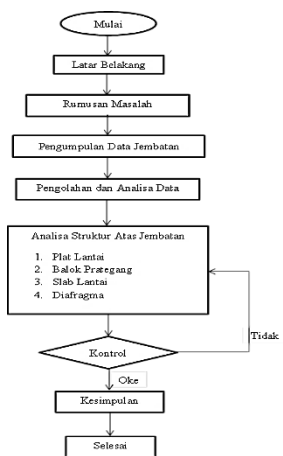 Mulai
Latar Belakang
Rumusan Masalah
Pengumpulan Data Jembatan
Pengolahan dan Analisa Data
Analisa Struktur Atas Jembatan
1. Plat Lantai
2. Balok Prategang
3. Slab Lantai
4. Diafragma
Kontrol
Tidak
Oke
Kesimpulan
Selesai